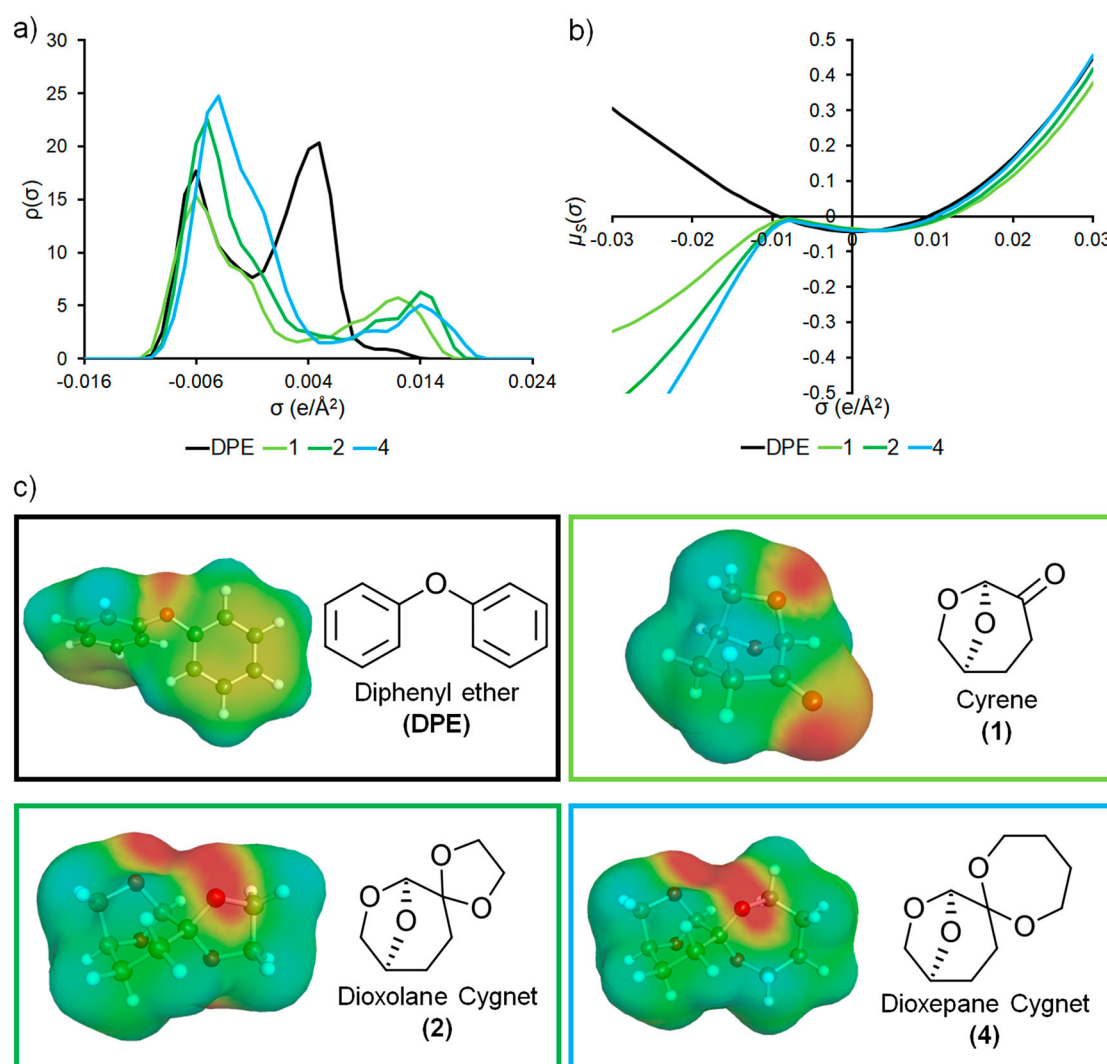 a)
30
25
20
15
10
5
0
ρ(σ)
-0.016
-0.006
0.004
0.014
0.024
σ (e/Å²)
DPE 1 2 4
b)
0.5
0.4
0.3
0.2
0.1
0
-0.1
-0.2
-0.3
-0.4
-0.5
μS(σ)
-0.03
-0.02
-0.01
0
0.01
0.02
0.03
σ (e/Å²)
DPE 1 2 4
c)
O
Diphenyl ether
(DPE)
O
O
O
Cyrene
(1)
O
O
O
O
Dioxolane Cygnet
(2)
O
O
O
O
Dioxepane Cygnet
(4)